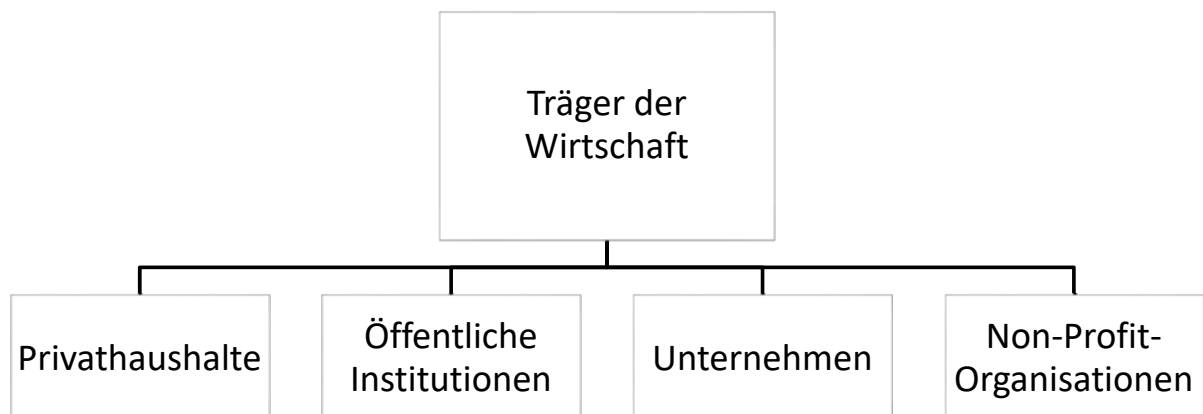 Träger der
Wirtschaft
Privathaushalte
Öffentliche
Institutionen
Unternehmen
Non-Profit-
Organisationen